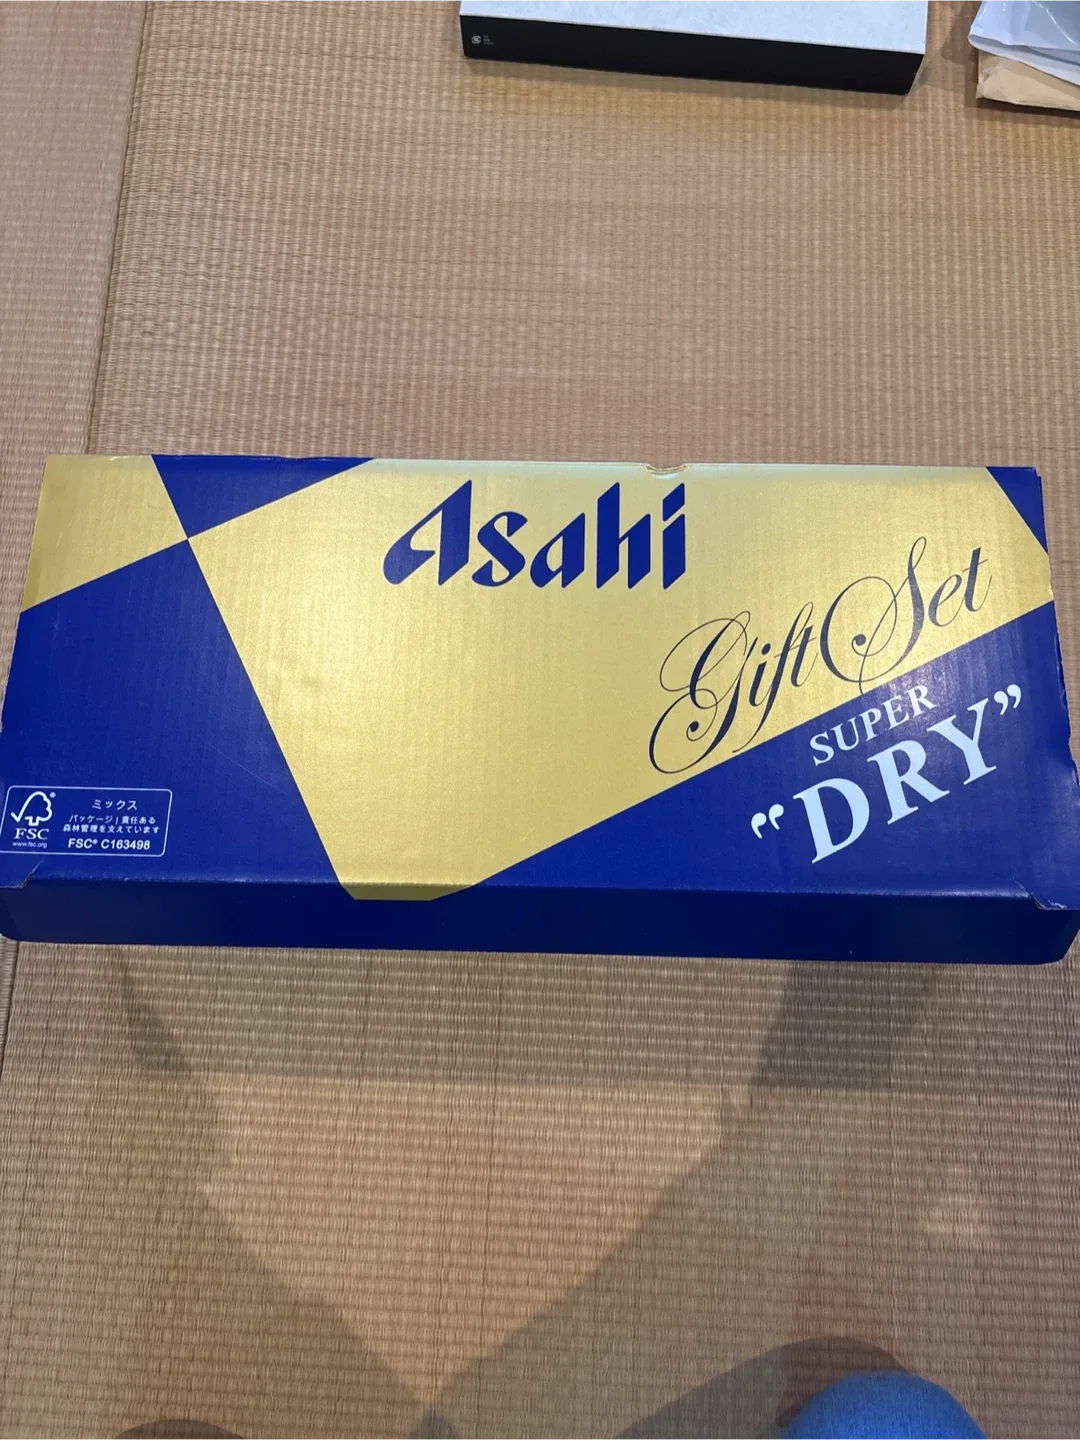 Asahi
Gift Set
SUPER
"DRY"
ミックス
パッケージ | 責任ある
森林管理を支えています
FSC® C163498
FSC
www.fsc.org